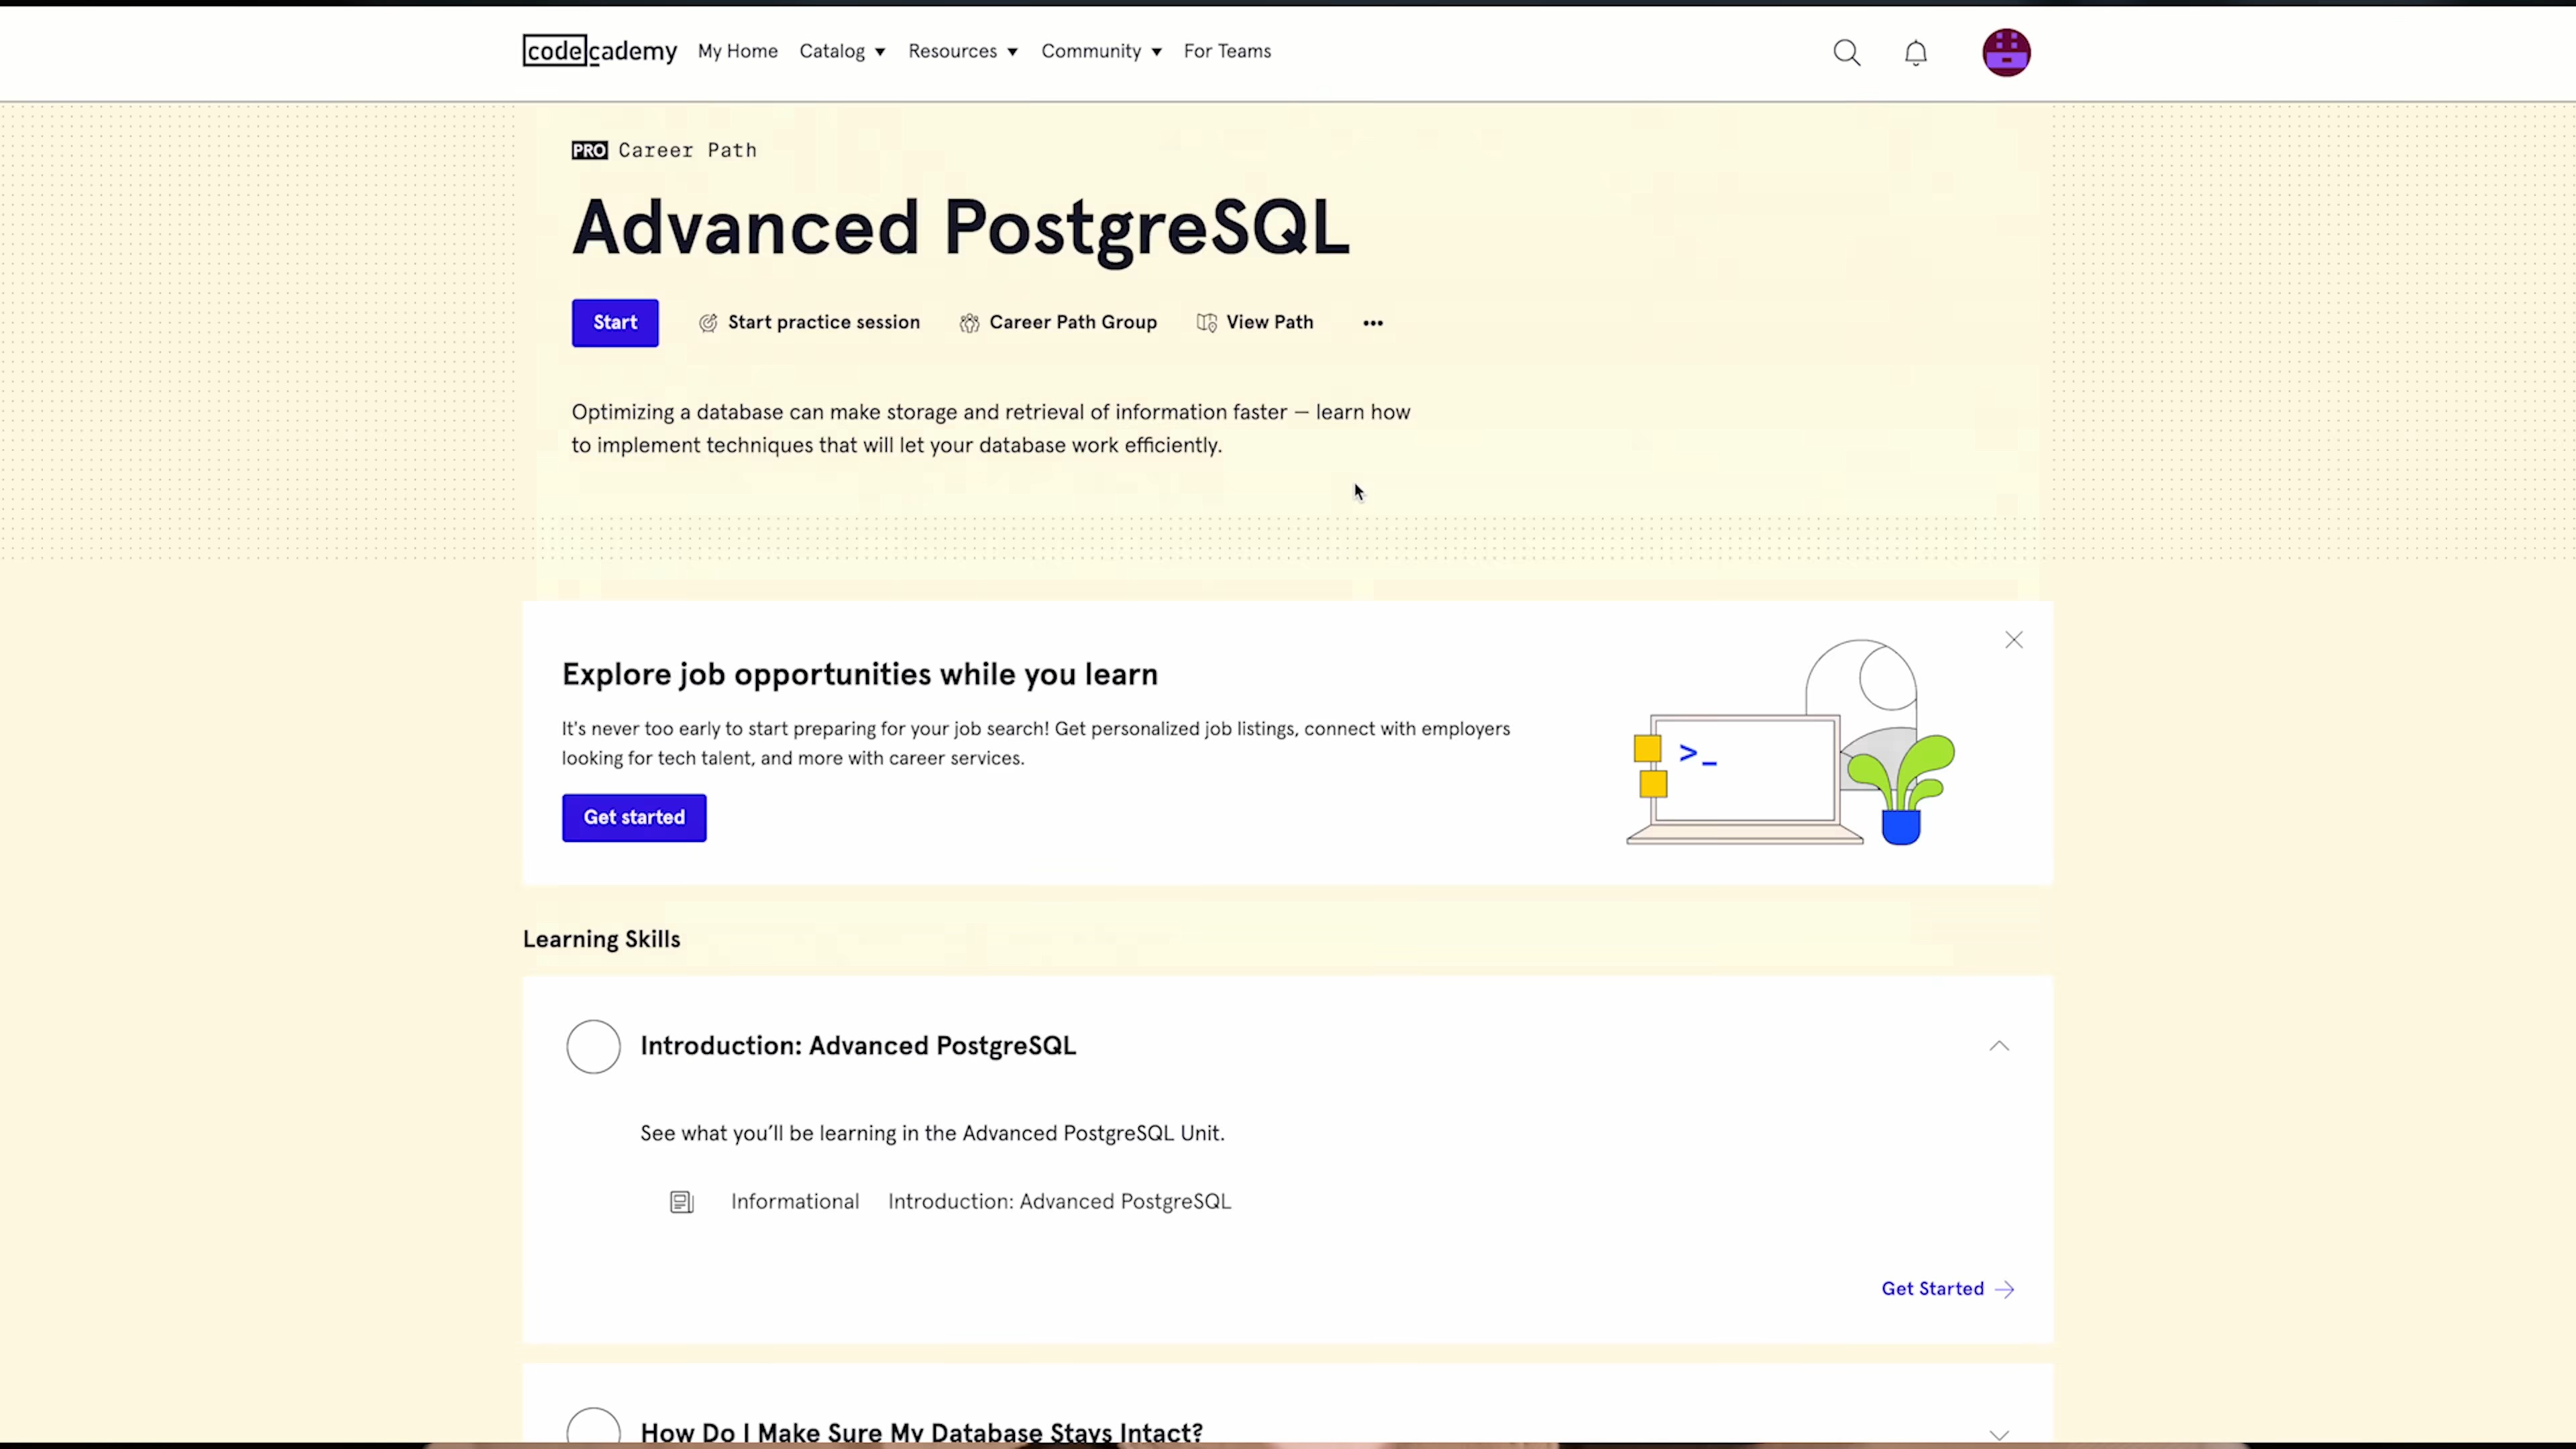 codecademy My Home Catalog Resources Community For Teams
PRO Career Path
Advanced PostgreSQL
Start Start practice session Career Path Group View Path •••
Optimizing a database can make storage and retrieval of information faster — learn how
to implement techniques that will let your database work efficiently.
Explore job opportunities while you learn
It's never too early to start preparing for your job search! Get personalized job listings, connect with employers
looking for tech talent, and more with career services.
>_
Get started
Learning Skills
Introduction: Advanced PostgreSQL
See what you’ll be learning in the Advanced PostgreSQL Unit.
Informational Introduction: Advanced PostgreSQL
Get Started
How Do I Make Sure My Database Stays Intact?